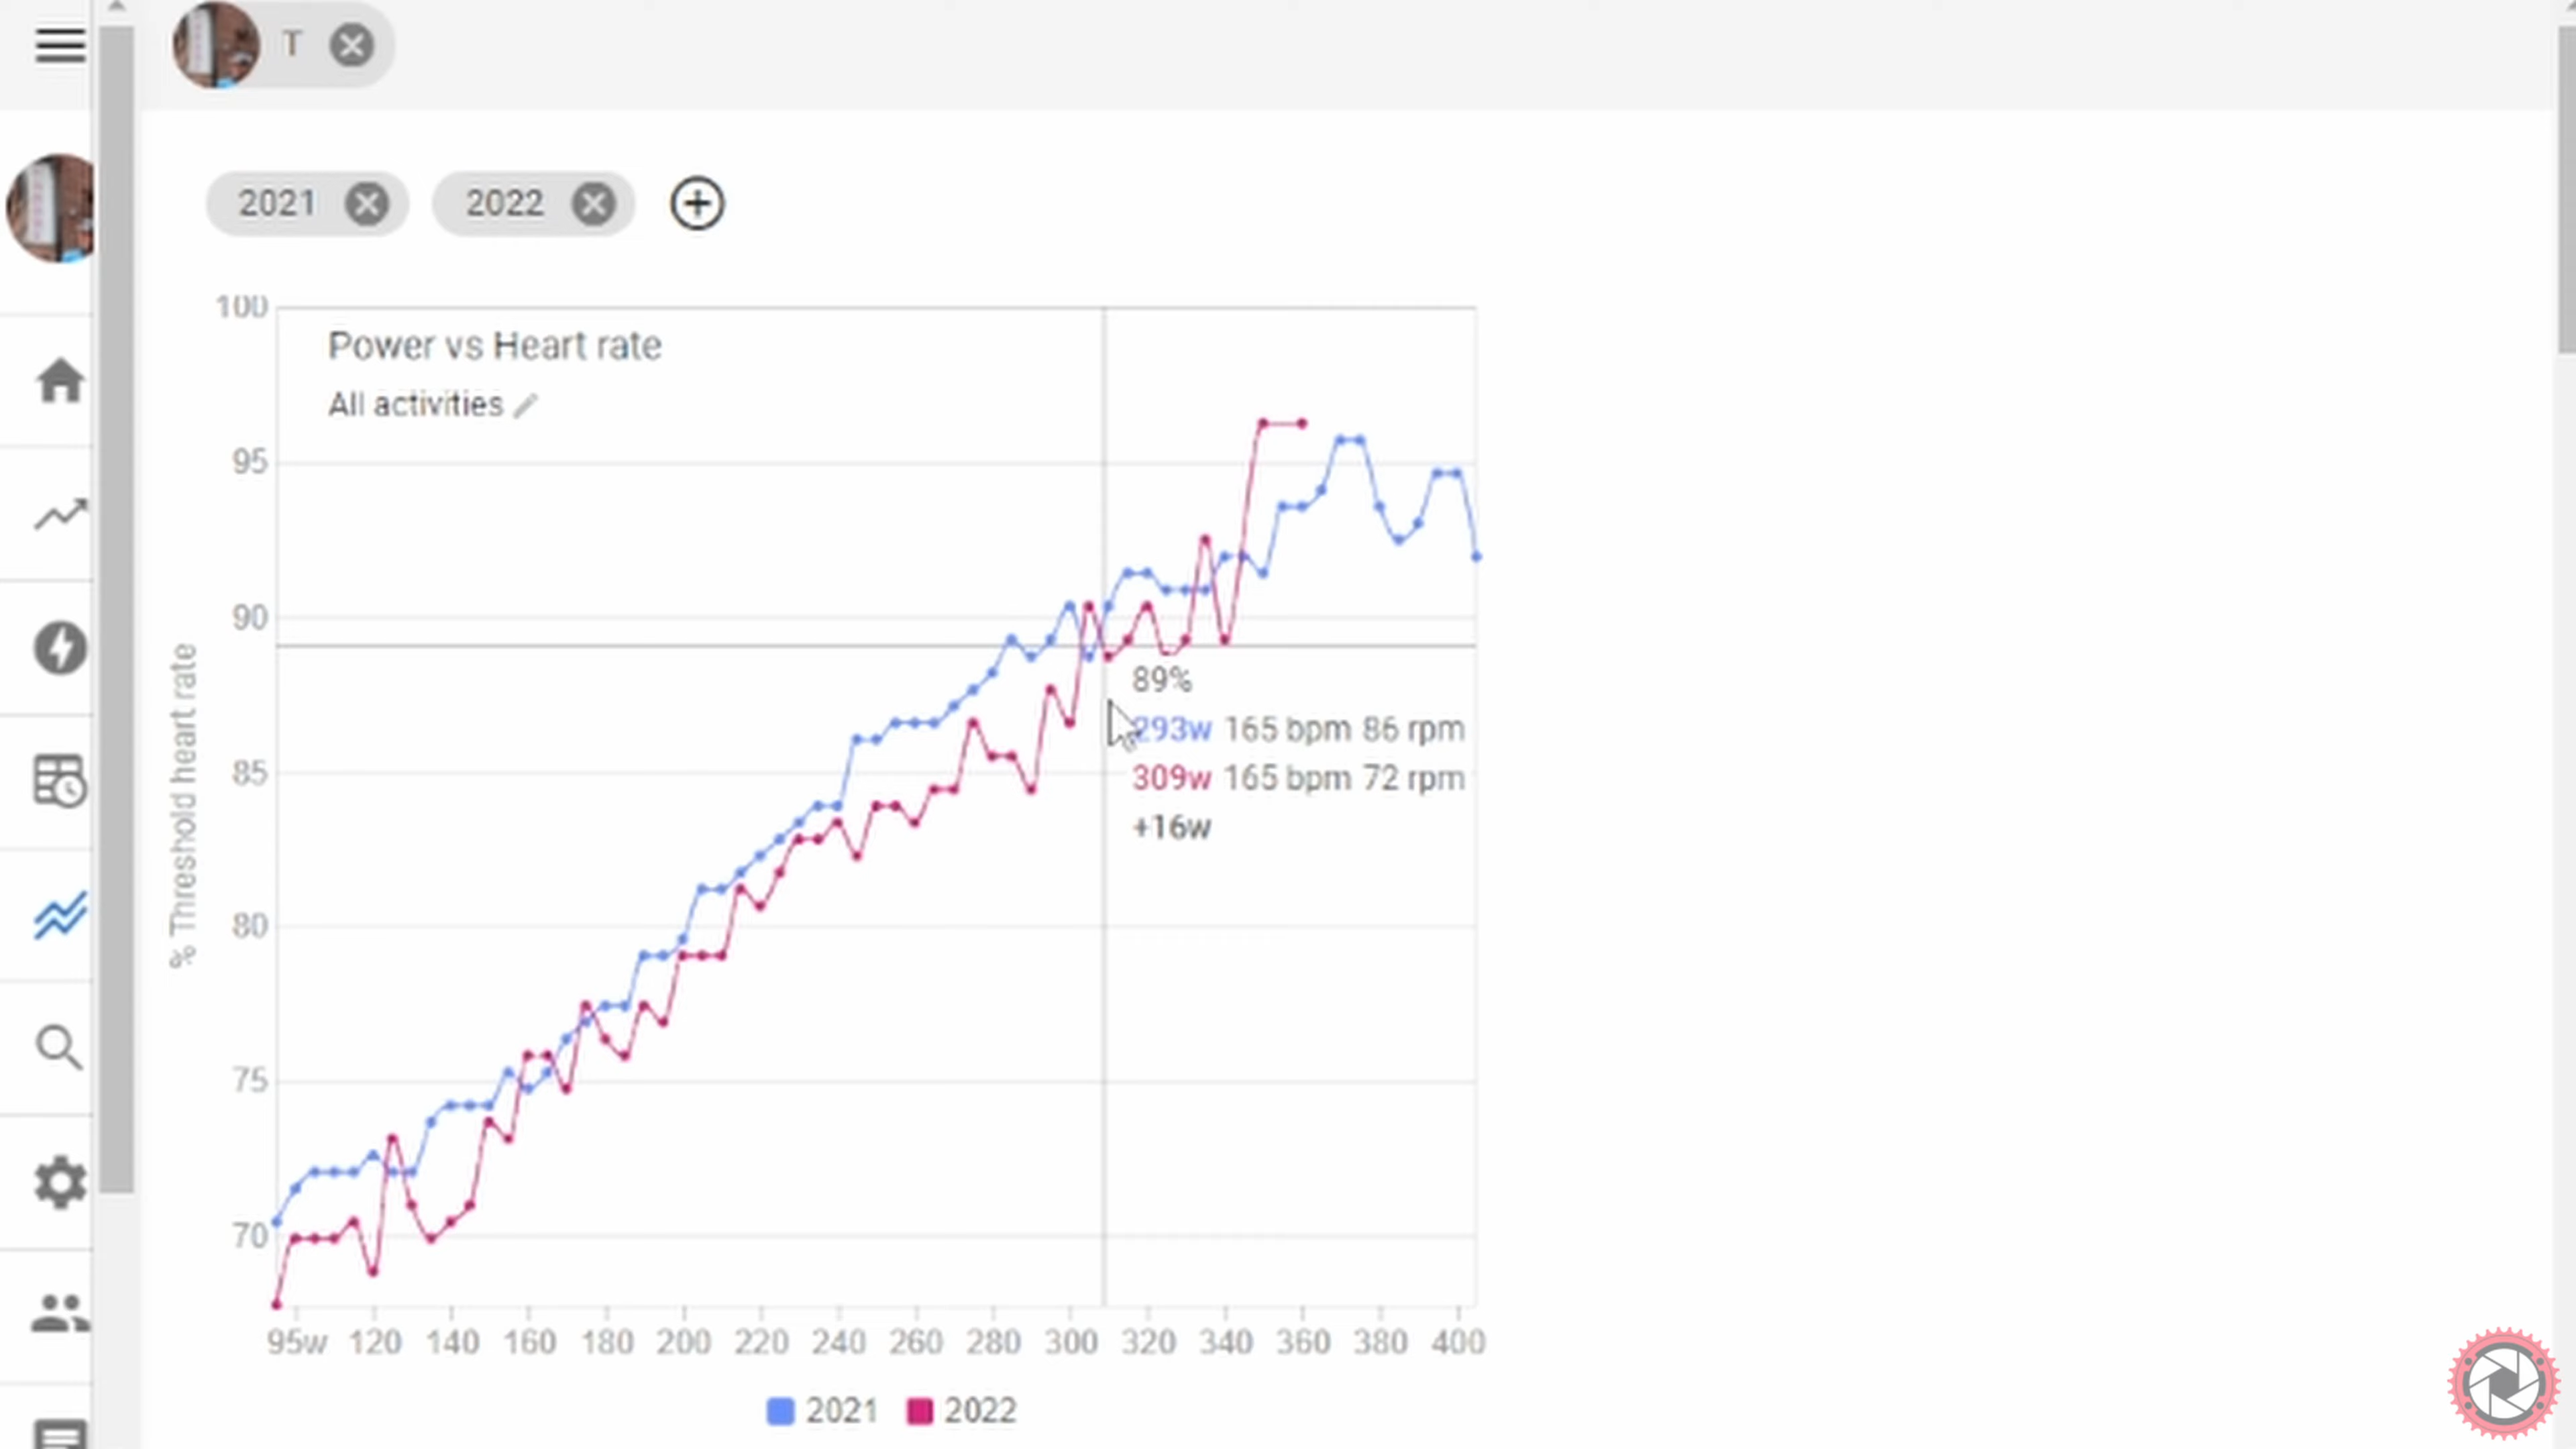 T
2021
2022
Power vs Heart rate
All activities
% Threshold heart rate
100
95
90
85
80
75
70
89%
293w 165 bpm 86 rpm
309w 165 bpm 72 rpm
+16w
95w 120 140 160 180 200 220 240 260 280 300 320 340 360 380 400
2021 2022